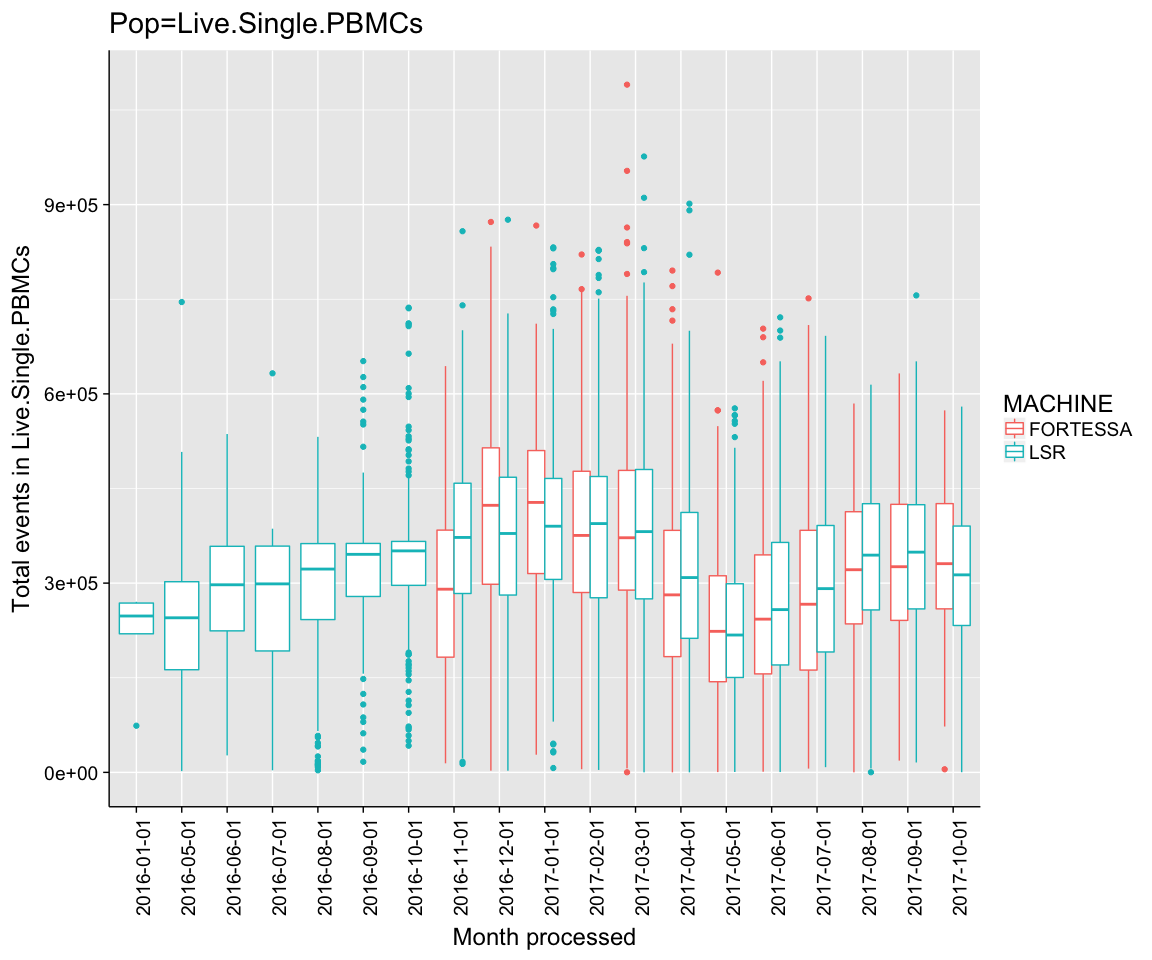 Pop=Live.Single.PBMCs
Total events in Live.Single.PBMCs
9e+05
6e+05
3e+05
0e+00
2016-01-01
2016-05-01
2016-06-01
2016-07-01
2016-08-01
2016-09-01
2016-10-01
2016-11-01
2016-12-01
2017-01-01
2017-02-01
2017-03-01
2017-04-01
2017-05-01
2017-06-01
2017-07-01
2017-08-01
2017-09-01
2017-10-01
Month processed
MACHINE
FORTESSA
LSR